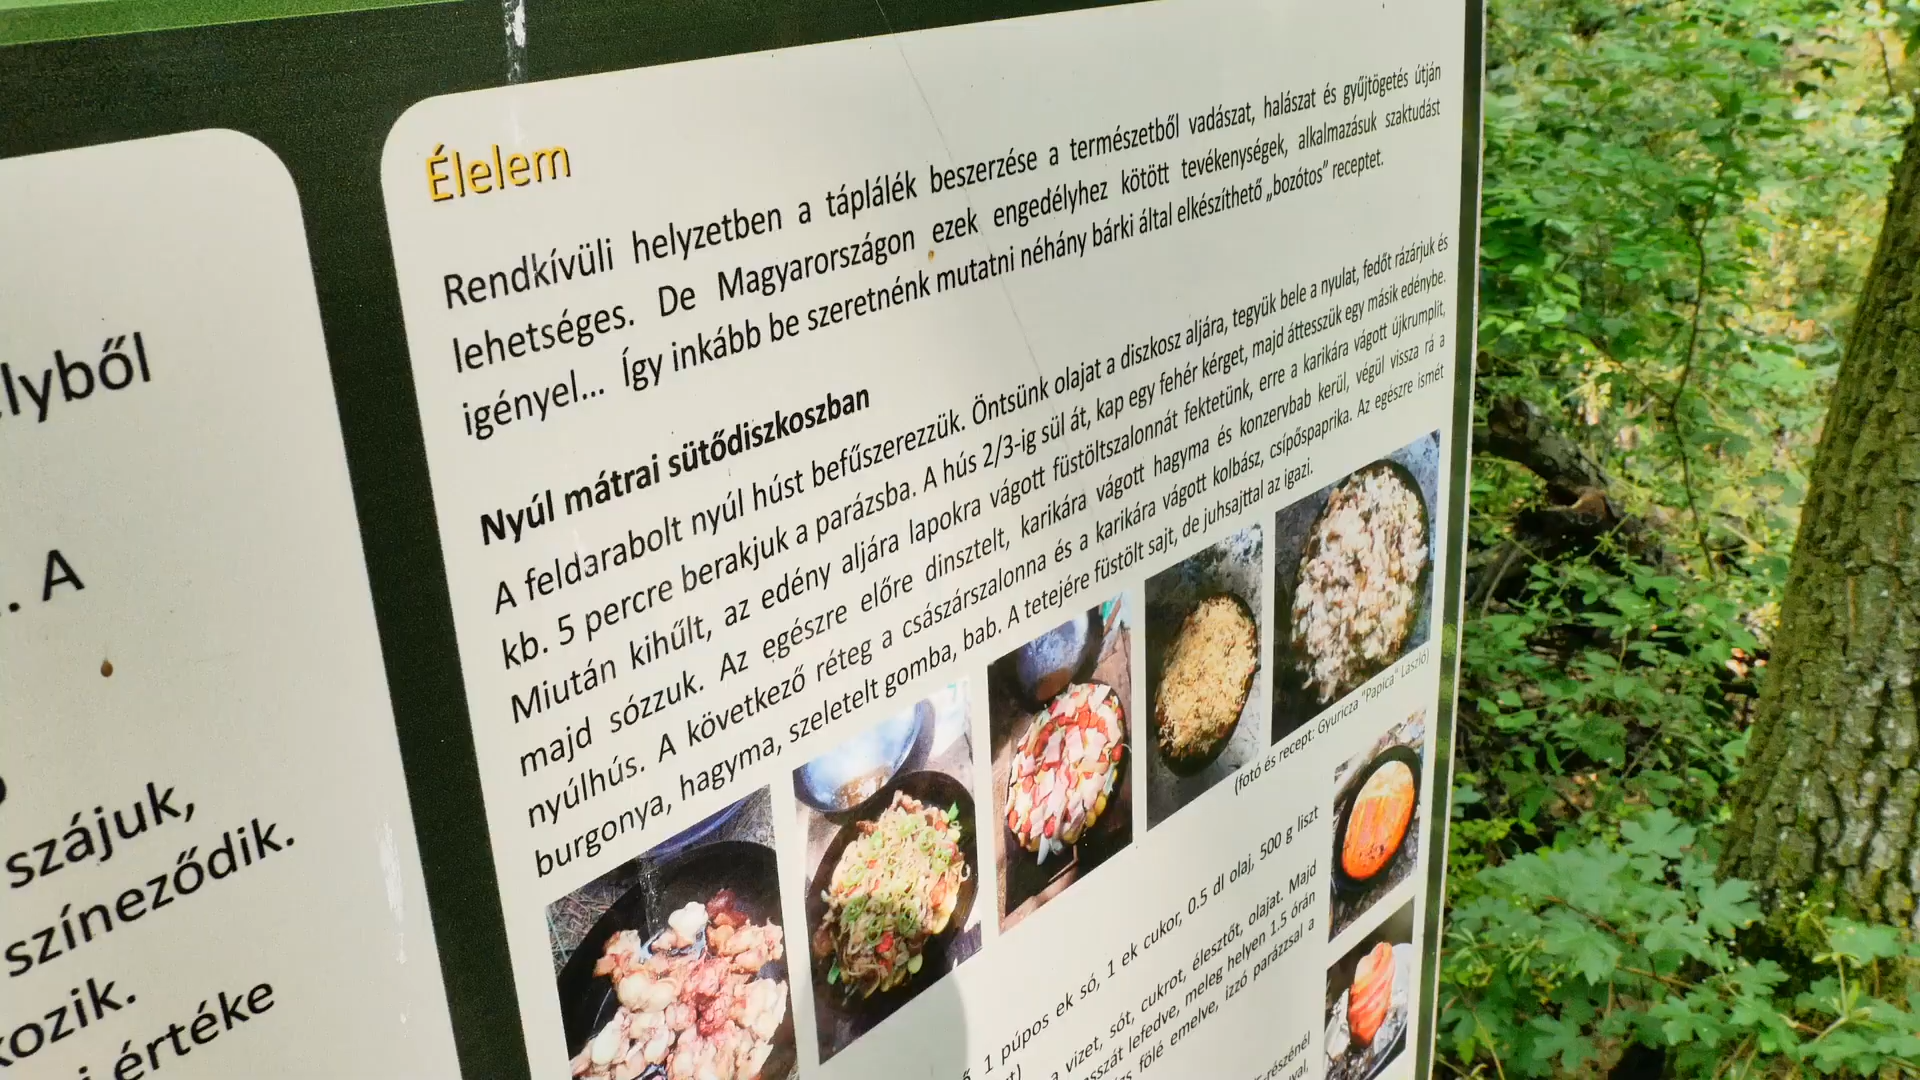 lyből
. A
szájuk,
színeződik.
kozik.
i értéke
Élelem
Rendkívüli helyzetben a táplálék beszerzése a természetből vadászat, halászat és gyűjtögetés útján
lehetséges. De Magyarországon ezek engedélyhez kötött tevékenységek, alkalmazásuk szaktudást
igényel... Így inkább be szeretnénk mutatni néhány bárki által elkészíthető „bozótos” receptet.
Nyúl mátrai sütődiszkoszban
A feldarabolt nyúl húst befűszerezzük. Öntsünk olajat a diszkosz aljára, tegyük bele a nyulat, fedőt rázárjuk és
kb. 5 percre berakjuk a parázsba. A hús 2/3-ig sül át, kap egy fehér kérget, majd áttesszük egy másik edénybe.
Miután kihűlt, az edény aljára lapokra vágott füstöltszalonnát fektetünk, erre a karikára vágott újkrumplit,
majd sózzuk. Az egészre előre dinsztelt, karikára vágott hagyma és konzervbab kerül, végül vissza rá a
nyúlhús. A következő réteg a császárszalonna és a karikára vágott kolbász, csípőspaprika. Az egészre ismét
burgonya, hagyma, szeletelt gomba, bab. A tetejére füstölt sajt, de juhsajttal az igazi.
(fotó és recept: Gyuricza "Papica" László)
1 púpos ek só, 1 ek cukor, 0.5 dl olaj, 500 g liszt
a vizet, sót, cukrot, élesztőt, olajat. Majd
lefedve, meleg helyen 1.5 órán
fölé emelve, izzó parázzsal a